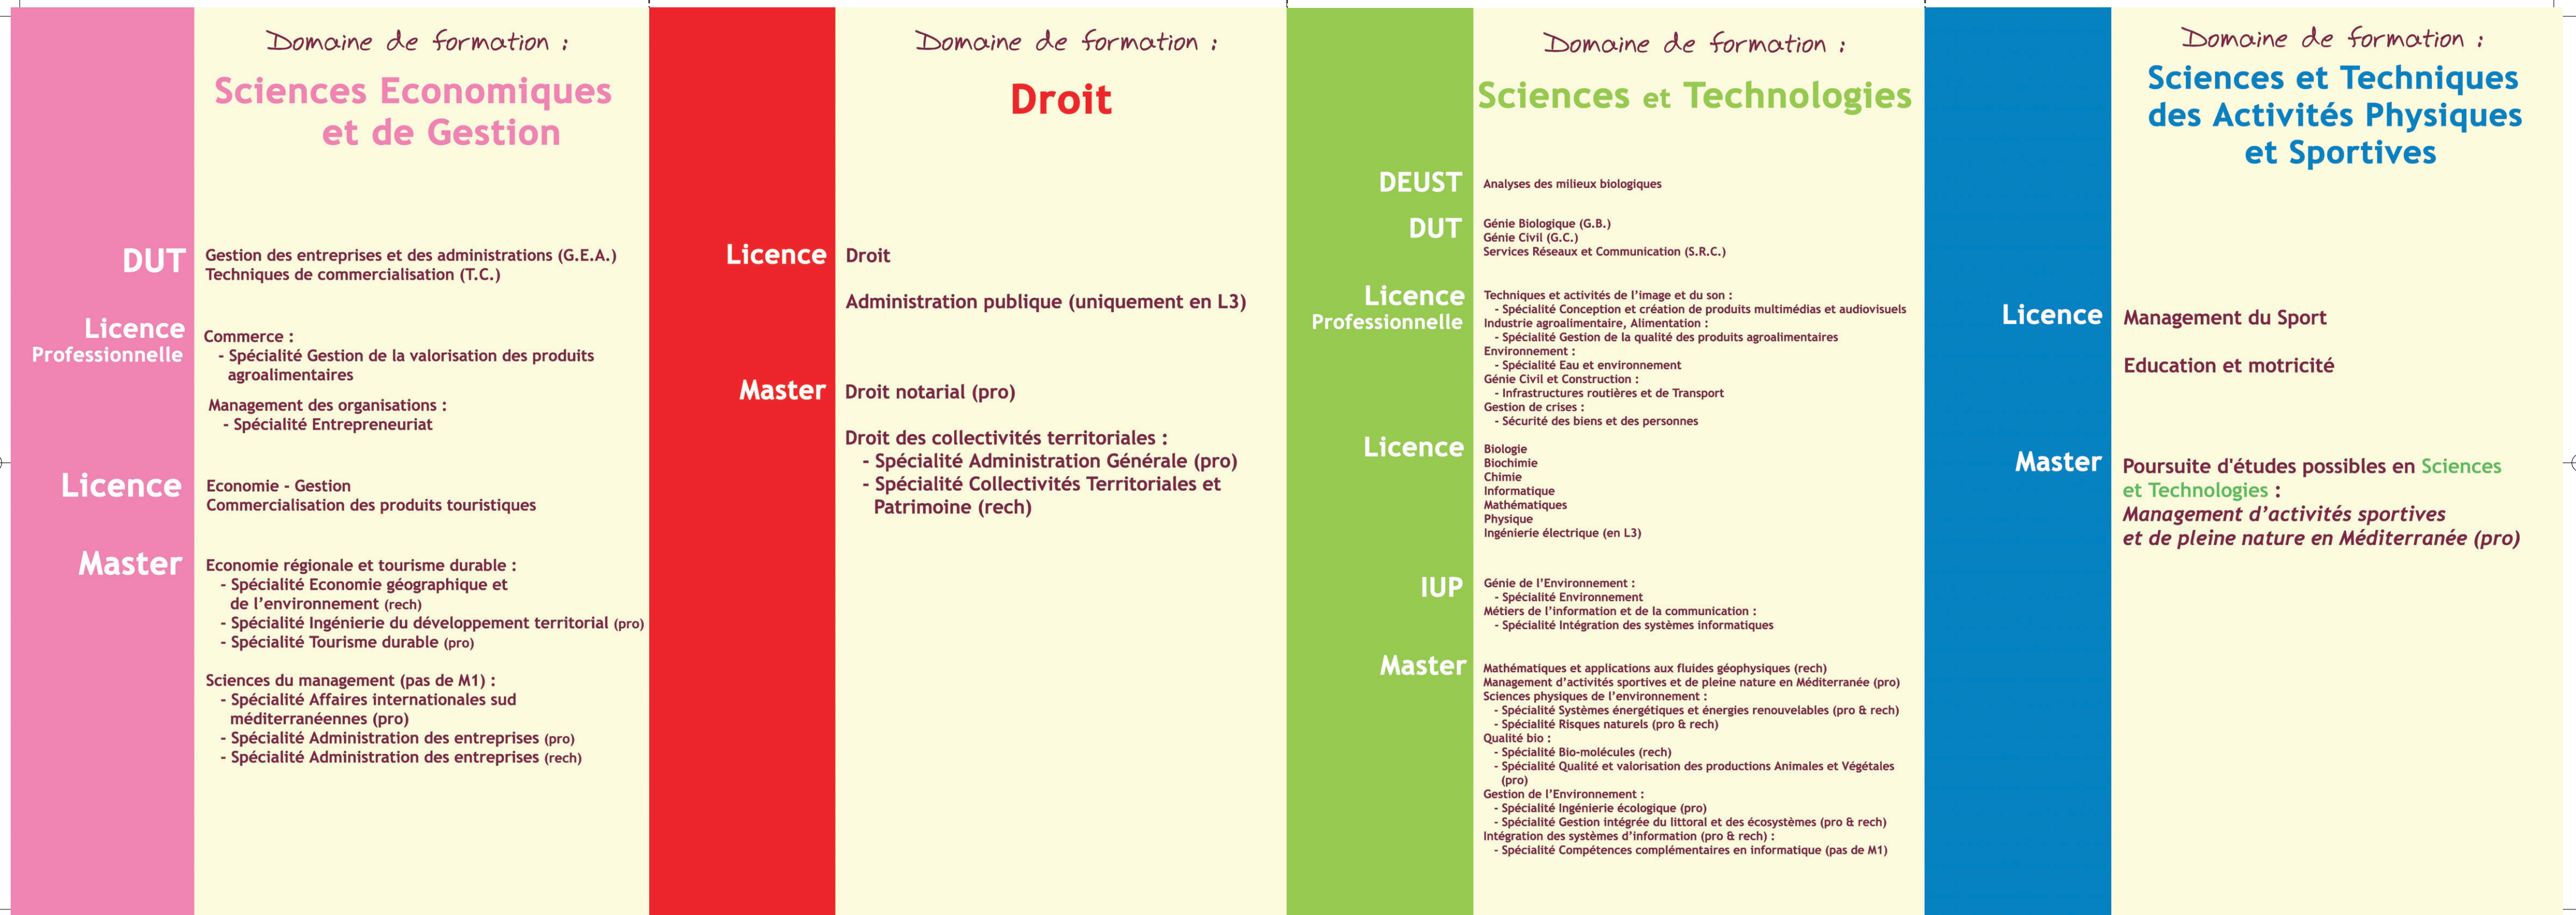 Domaine de formation :
Sciences Economiques
et de Gestion
DUT
Gestion des entreprises et des administrations (G.E.A.)
Techniques de commercialisation (T.C.)
Licence
Professionnelle
Commerce :
- Spécialité Gestion de la valorisation des produits
agroalimentaires
Management des organisations :
- Spécialité Entrepreneuriat
Licence
Economie - Gestion
Commercialisation des produits touristiques
Master
Economie régionale et tourisme durable :
- Spécialité Economie géographique et
de l'environnement (rech)
- Spécialité Ingénierie du développement territorial (pro)
- Spécialité Tourisme durable (pro)
Sciences du management (pas de M1) :
- Spécialité Affaires internationales sud
méditerranéennes (pro)
- Spécialité Administration des entreprises (pro)
- Spécialité Administration des entreprises (rech)
Domaine de formation :
Droit
Licence
Droit
Administration publique (uniquement en L3)
Master
Droit notarial (pro)
Droit des collectivités territoriales :
- Spécialité Administration Générale (pro)
- Spécialité Collectivités Territoriales et
Patrimoine (rech)
Domaine de formation :
Sciences et Technologies
DEUST
Analyses des milieux biologiques
DUT
Génie Biologique (G.B.)
Génie Civil (G.C.)
Services Réseaux et Communication (S.R.C.)
Licence
Professionnelle
Techniques et activités de l'image et du son :
- Spécialité Conception et création de produits multimédias et audiovisuels
Industrie agroalimentaire, Alimentation :
- Spécialité Gestion de la qualité des produits agroalimentaires
Environnement :
- Spécialité Eau et environnement
Génie Civil et Construction :
- Infrastructures routières et de Transport
Gestion de crises :
- Sécurité des biens et des personnes
Licence
Biologie
Biochimie
Chimie
Informatique
Mathématiques
Physique
Ingénierie électrique (en L3)
IUP
Génie de l'Environnement :
- Spécialité Environnement
Métiers de l'information et de la communication :
- Spécialité Intégration des systèmes informatiques
Master
Mathématiques et applications aux fluides géophysiques (rech)
Management d'activités sportives et de pleine nature en Méditerranée (pro)
Sciences physiques de l'environnement :
- Spécialité Systèmes énergétiques et énergies renouvelables (pro & rech)
- Spécialité Risques naturels (pro & rech)
Qualité bio :
- Spécialité Bio-molécules (rech)
- Spécialité Qualité et valorisation des productions Animales et Végétales
(pro)
Gestion de l'Environnement :
- Spécialité Ingénierie écologique (pro)
- Spécialité Gestion intégrée du littoral et des écosystèmes (pro & rech)
Intégration des systèmes d'information (pro & rech) :
- Spécialité Compétences complémentaires en informatique (pas de M1)
Domaine de formation :
Sciences et Techniques
des Activités Physiques
et Sportives
Licence
Management du Sport
Education et motricité
Master
Poursuite d'études possibles en Sciences
et Technologies :
Management d'activités sportives
et de pleine nature en Méditerranée (pro)